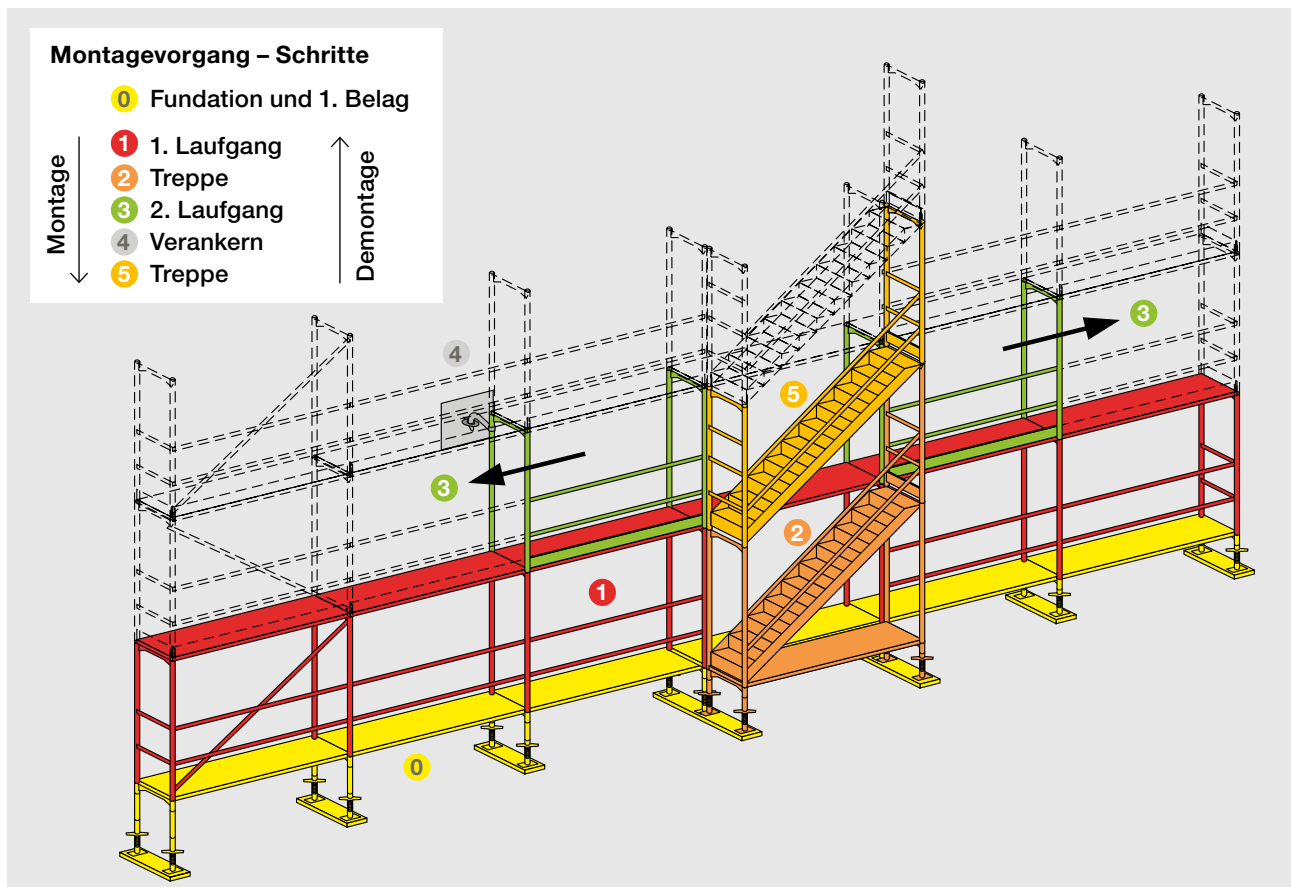 Montagevorgang – Schritte
0 Fundation und 1. Belag
1 1. Laufgang
2 Treppe
3 2. Laufgang
4 Verankern
5 Treppe
Montage
Demontage
3
4
5
3
2
1
0